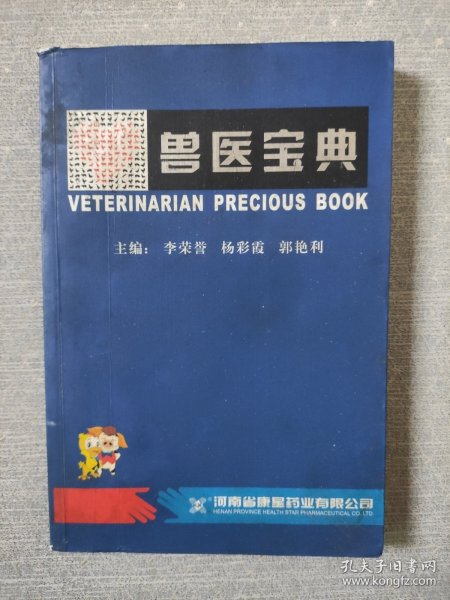 兽医宝典
VETERINARIAN PRECIOUS BOOK
主编： 李荣誉 杨彩霞 郭艳利
河南省康星药业有限公司
HENAN PROVINCE HEALTH STAR PHARMACEUTICAL CO.,LTD.
孔夫子旧书网
www.kongfz.com